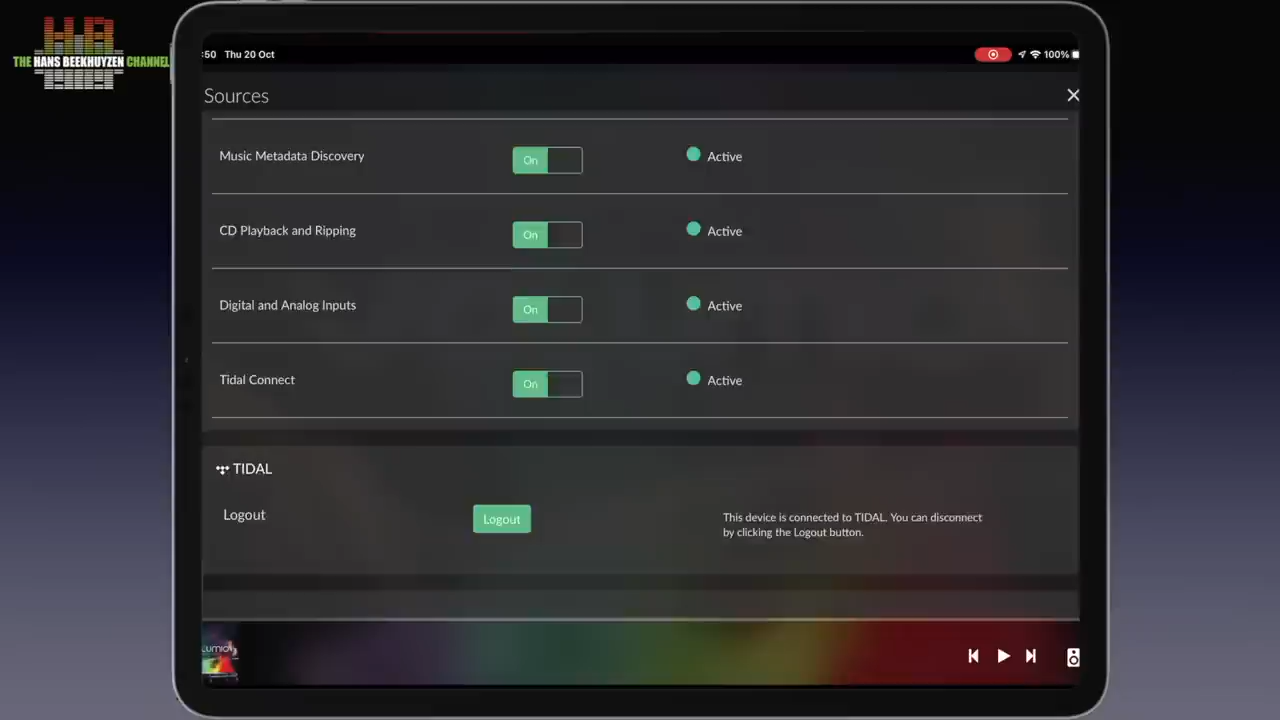 THE HANS BEEKHUYZEN CHANNEL
:50 Thu 20 Oct
100%
Sources
Music Metadata Discovery On Active
CD Playback and Ripping On Active
Digital and Analog Inputs On Active
Tidal Connect On Active
TIDAL
Logout Logout This device is connected to TIDAL. You can disconnect
by clicking the Logout button.